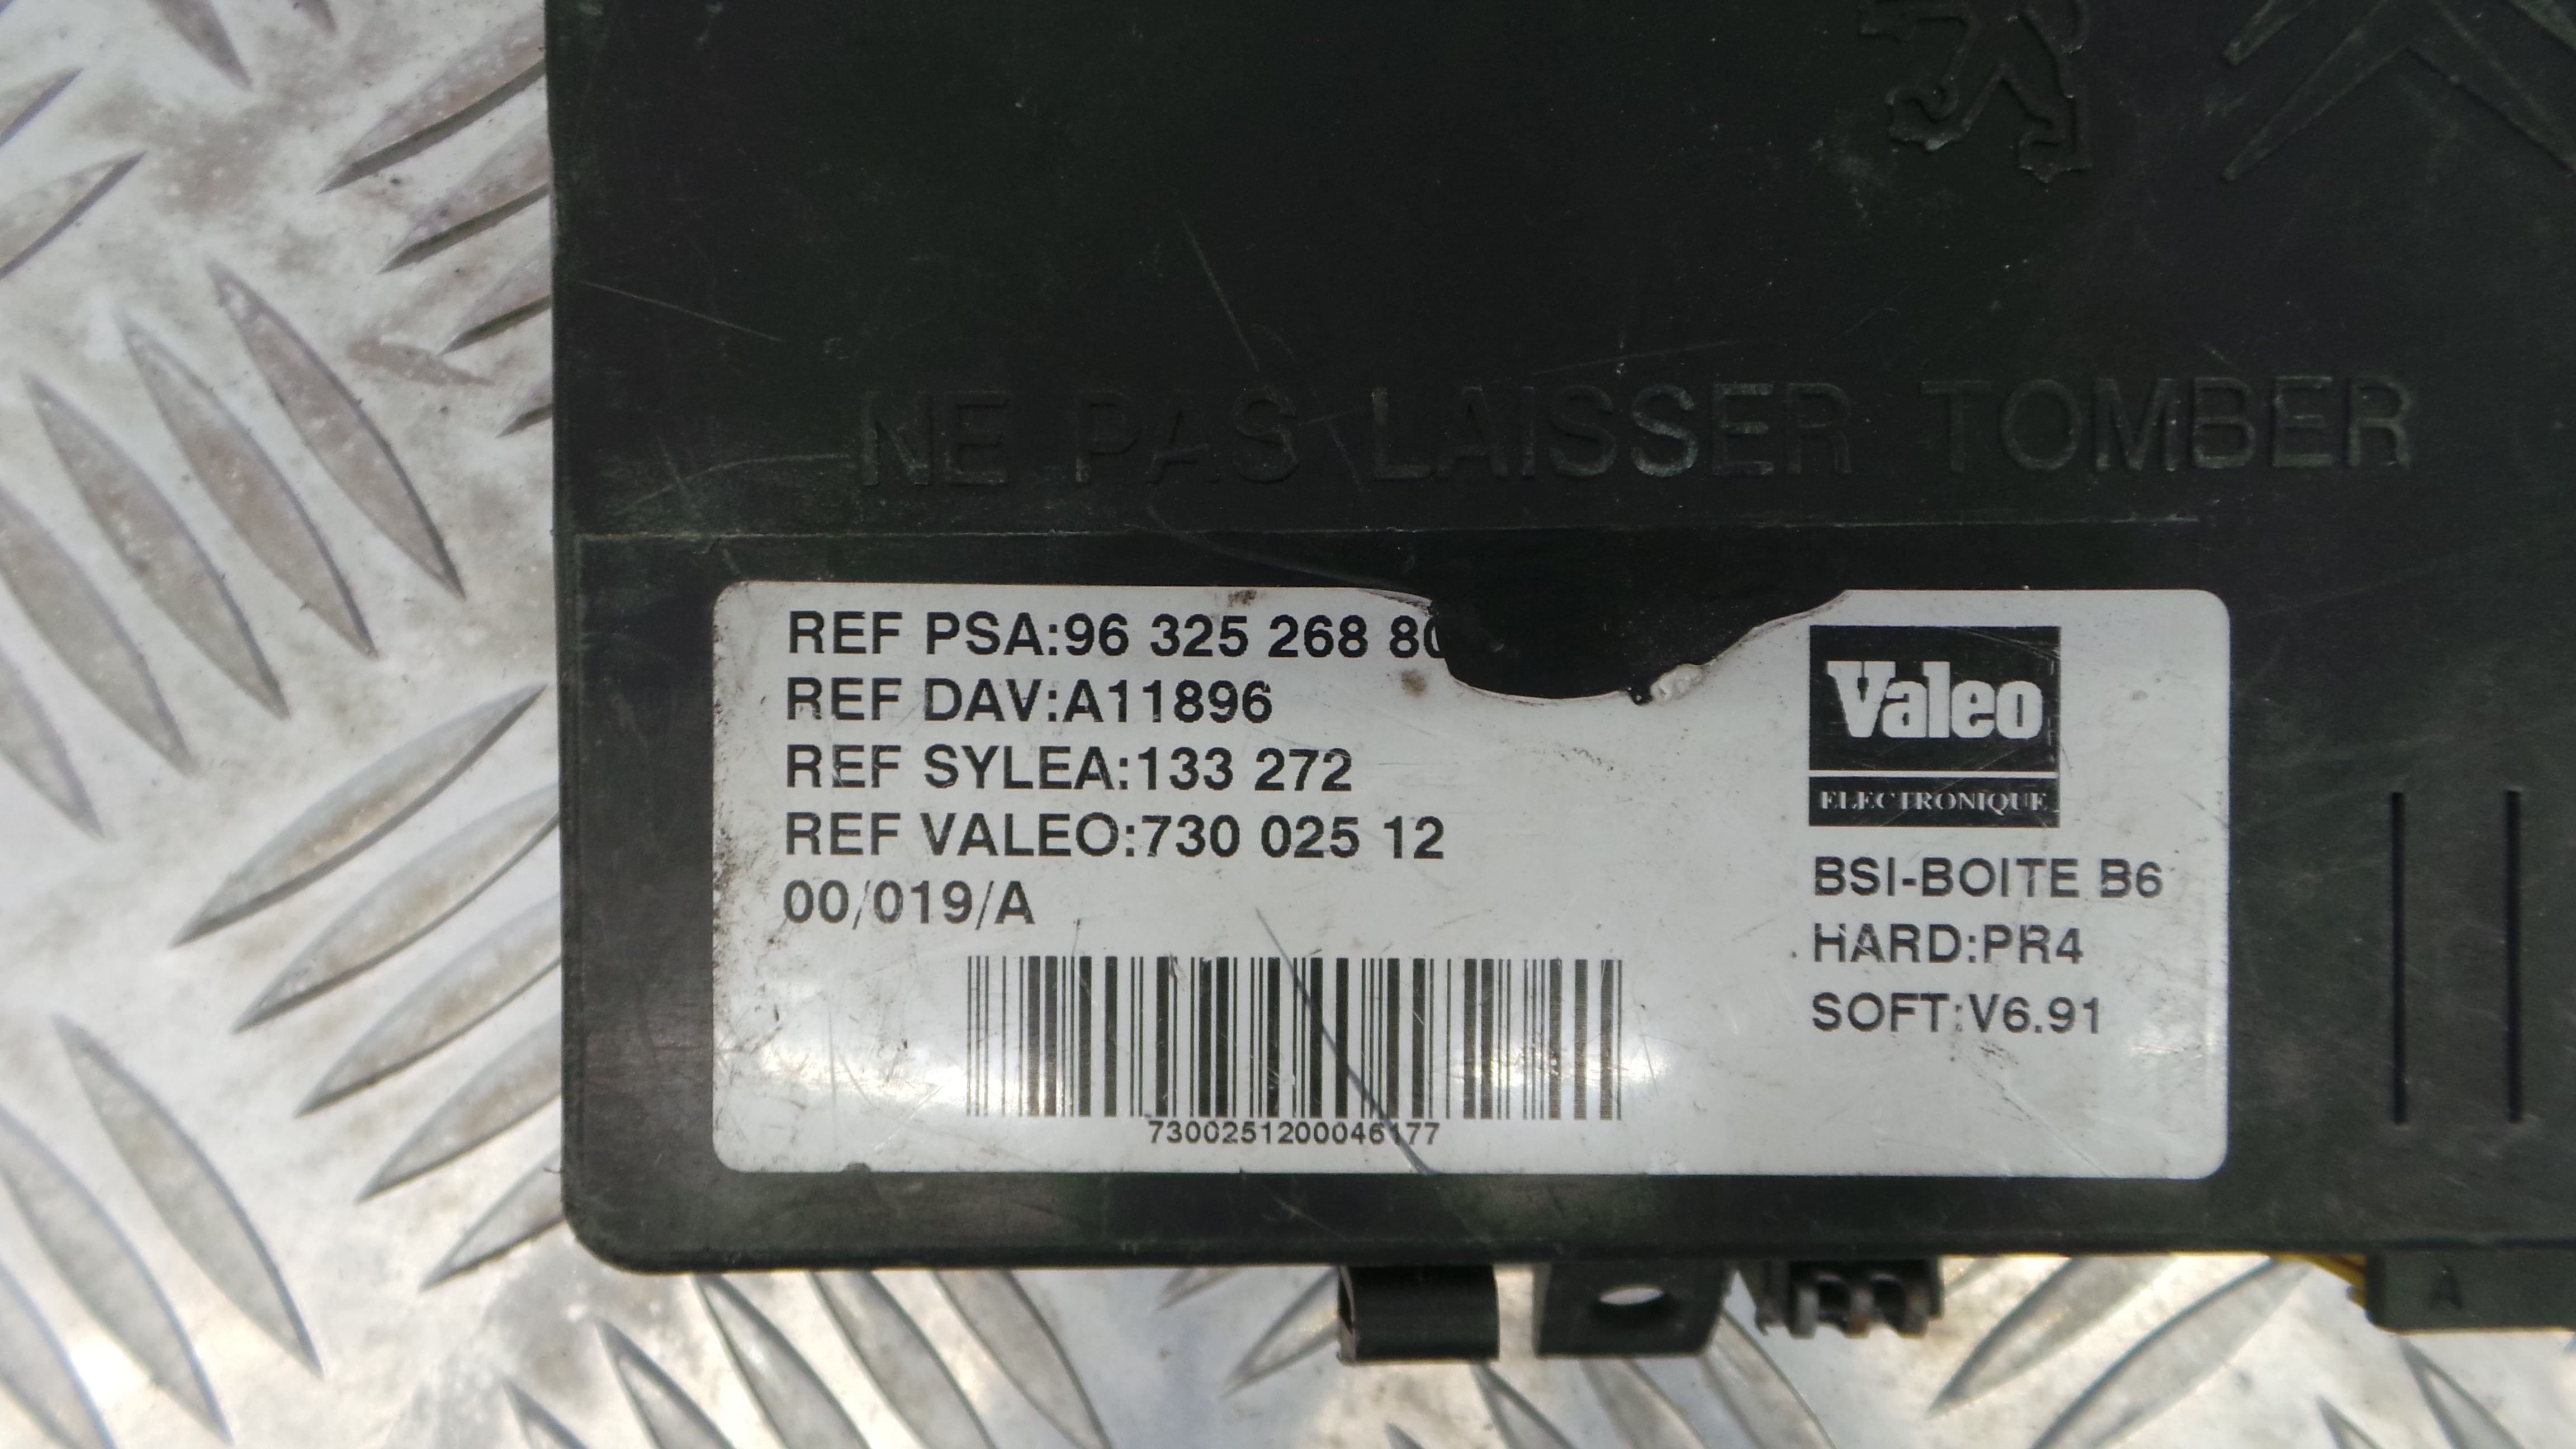 NE PAS LAISSER TOMBER
REF PSA:96 325 268 80
REF DAV:A11896
REF SYLEA:133 272
REF VALEO:730 025 12
00/019/A
7300251200046177
Valeo
ELECTRONIQUE
BSI-BOITE B6
HARD:PR4
SOFT:V6.91
A